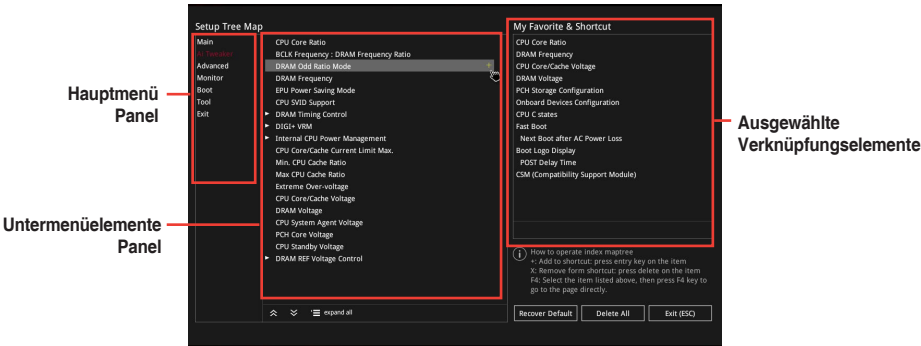 Setup Tree Map
Main
AI Tweaker
Advanced
Monitor
Boot
Tool
Exit
CPU Core Ratio
BCLK Frequency : DRAM Frequency Ratio
DRAM Odd Ratio Mode +
DRAM Frequency
EPU Power Saving Mode
CPU SVID Support
DRAM Timing Control
DIGI+ VRM
Internal CPU Power Management
CPU Core/Cache Current Limit Max.
Min. CPU Cache Ratio
Max CPU Cache Ratio
Extreme Over-voltage
CPU Core/Cache Voltage
DRAM Voltage
CPU System Agent Voltage
PCH Core Voltage
CPU Standby Voltage
DRAM REF Voltage Control
expand all
My Favorite & Shortcut
CPU Core Ratio
DRAM Frequency
CPU Core/Cache Voltage
DRAM Voltage
PCH Storage Configuration
Onboard Devices Configuration
CPU C states
Fast Boot
Next Boot after AC Power Loss
Boot Logo Display
POST Delay Time
CSM (Compatibility Support Module)
i How to operate index maptree
+: Add to shortcut: press entry key on the item
X: Remove form shortcut: press delete on the item
F4: Select the item listed above, then press F4 key to
go to the page directly.
Recover Default
Delete All
Exit (ESC)
Hauptmenü
Panel
Untermenüelemente
Panel
Ausgewählte
Verknüpfungselemente